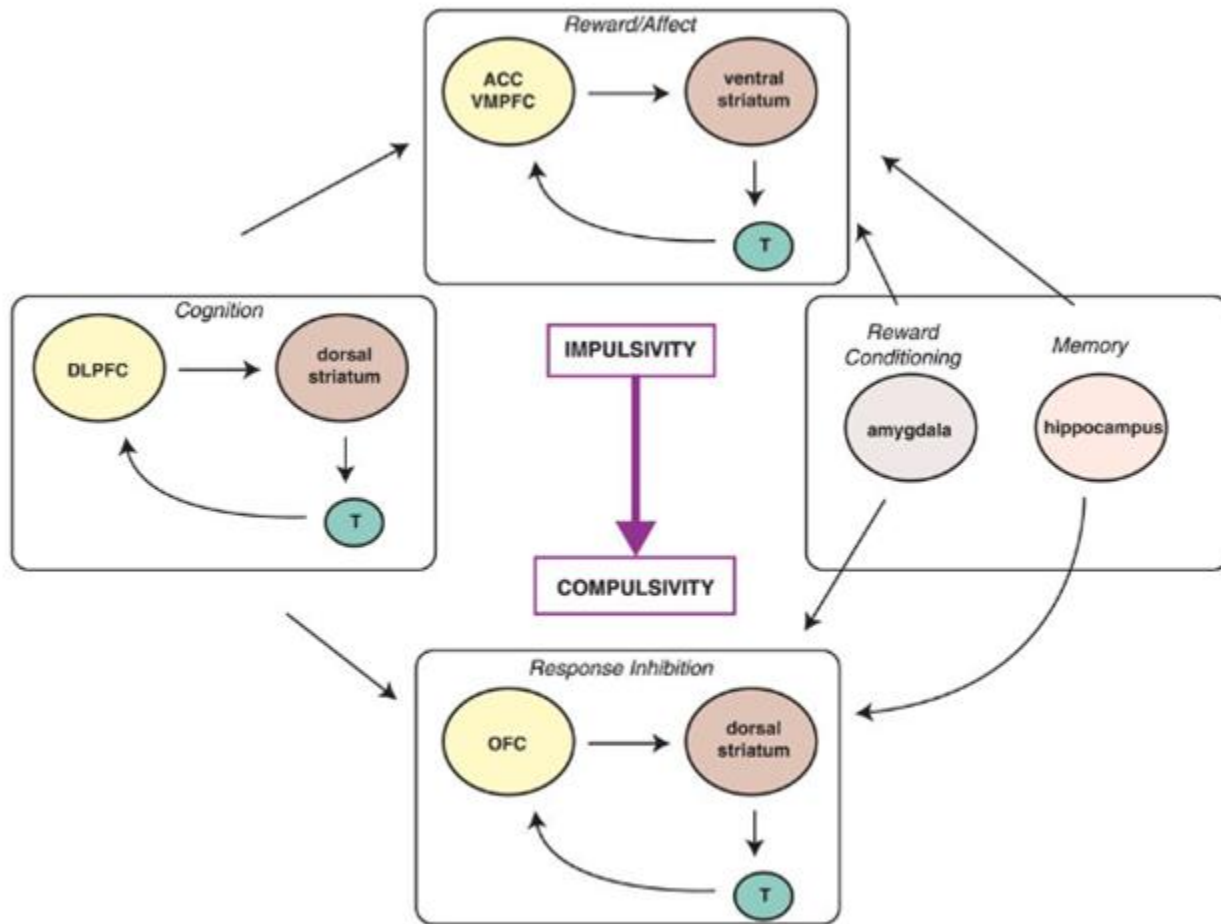 Reward/Affect
ACC
VMPFC
ventral
striatum
T
Cognition
DLPFC
dorsal
striatum
T
IMPULSIVITY
COMPULSIVITY
Reward
Conditioning
Memory
amygdala
hippocampus
Response Inhibition
OFC
dorsal
striatum
T